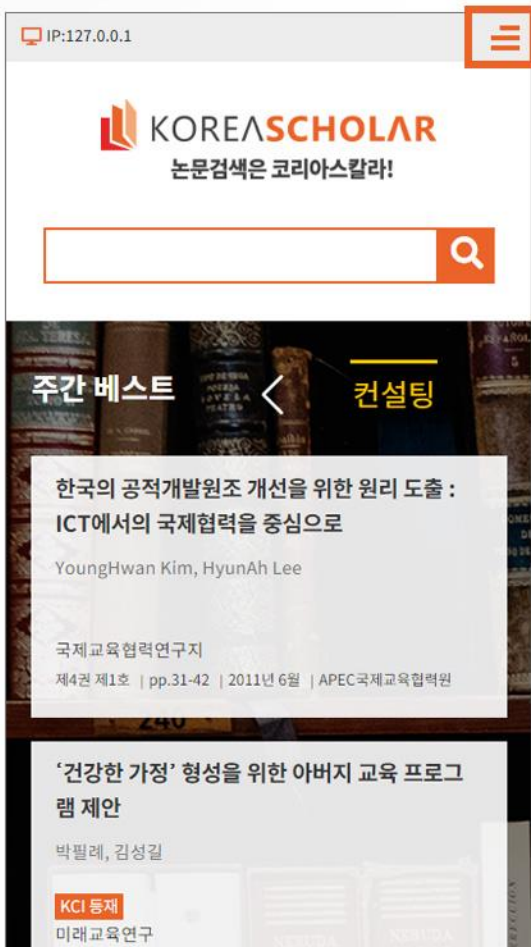 IP:127.0.0.1
KOREASCHOLAR
논문검색은 코리아스칼라!
주간 베스트
컨설팅
한국의 공적개발원조 개선을 위한 원리 도출 :
ICT에서의 국제협력을 중심으로
YoungHwan Kim, HyunAh Lee
국제교육협력연구지
제4권 제1호 | pp.31-42 | 2011년 6월 | APEC국제교육협력원
240
‘건강한 가정’ 형성을 위한 아버지 교육 프로그
램 제안
박필례, 김성길
KCI 등재
미래교육연구